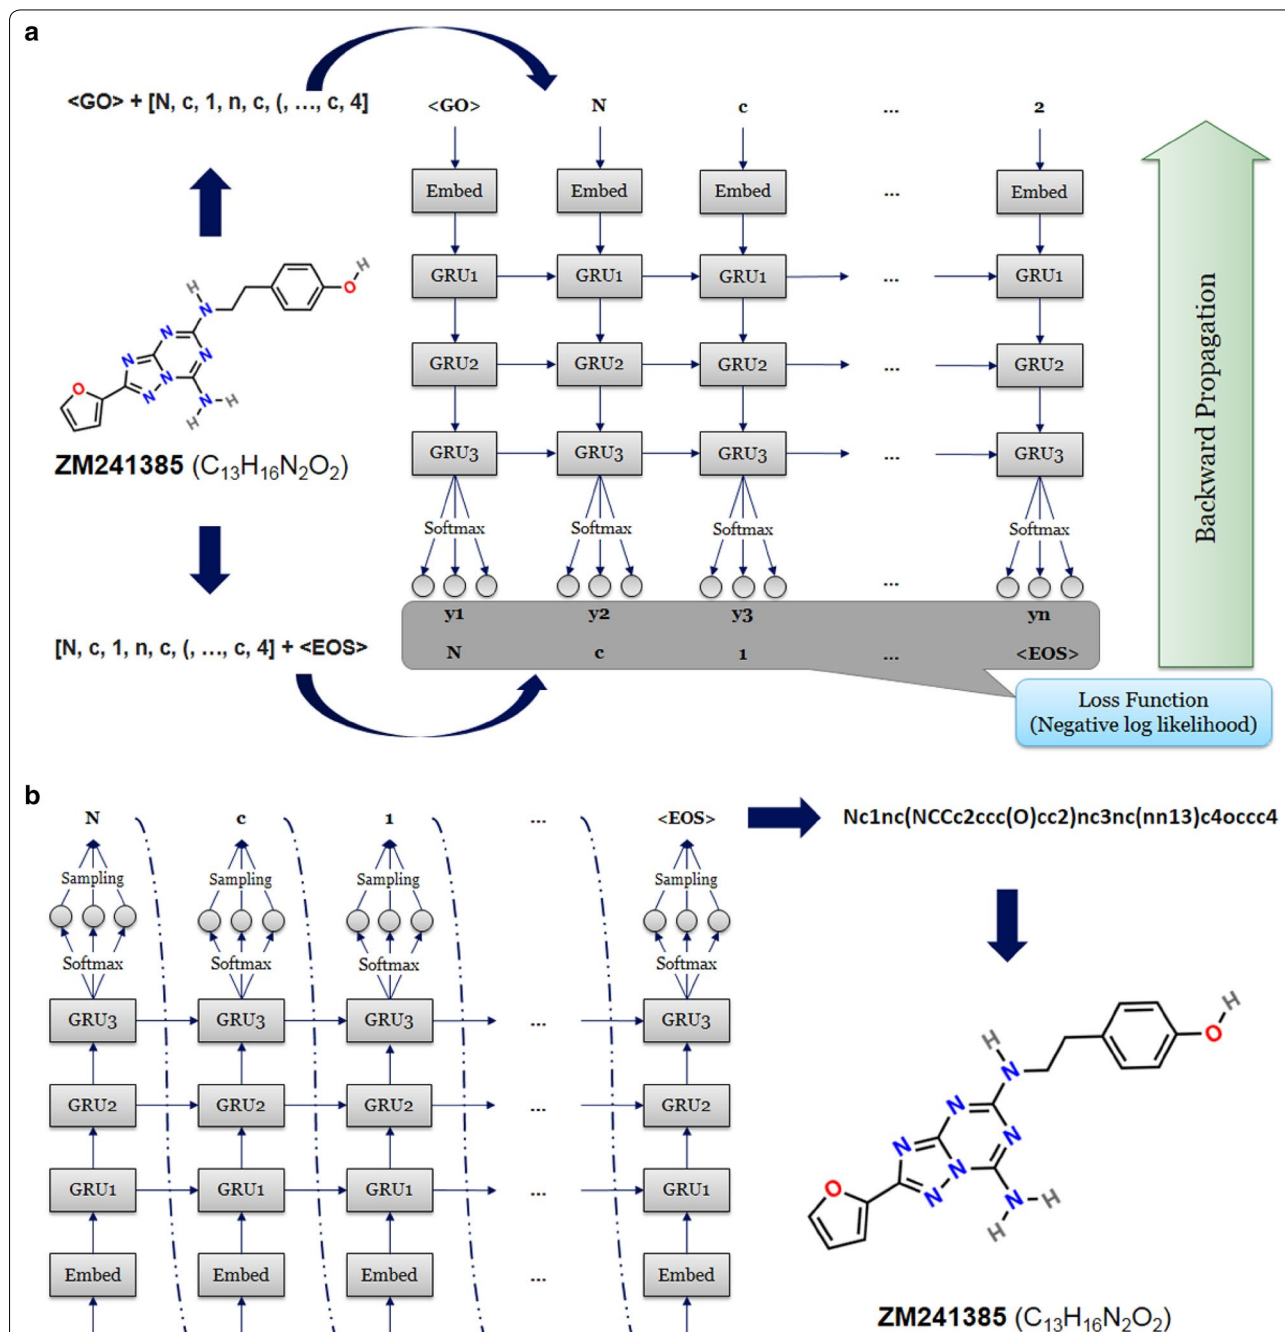 a
<GO> + [N, c, 1, n, c, (, ..., c, 4]
<GO> N c ... 2
Embed Embed Embed ... Embed
GRU1 GRU1 GRU1 ... GRU1
GRU2 GRU2 GRU2 ... GRU2
GRU3 GRU3 GRU3 ... GRU3
Softmax Softmax Softmax Softmax
...
y1 y2 y3 yn
N c 1 ... <EOS>
Backward Propagation
Loss Function
(Negative log likelihood)
H
O
H
N
N
N
N
N
N
N
O
N
H
H
ZM241385 (C₁₃H₁₆N₂O₂)
[N, c, 1, n, c, (, ..., c, 4] + <EOS>
b
N c 1 ... <EOS>
Sampling Sampling Sampling Sampling
Softmax Softmax Softmax Softmax
GRU3 GRU3 GRU3 ... GRU3
GRU2 GRU2 GRU2 ... GRU2
GRU1 GRU1 GRU1 ... GRU1
Embed Embed Embed ... Embed
Nc1nc(NCCc2ccc(O)cc2)nc3nc(nn13)c4occc4
H
O
H
N
N
N
N
N
N
N
O
N
H
H
ZM241385 (C₁₃H₁₆N₂O₂)